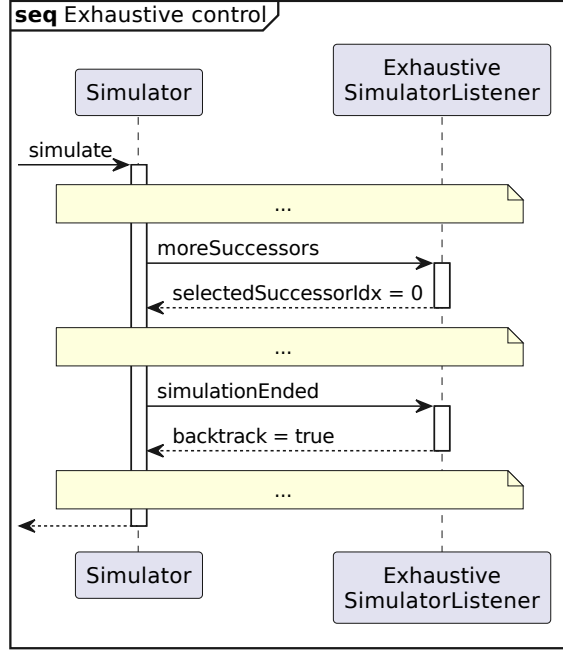 seq Exhaustive control
Exhaustive
Simulator
SimulatorListener
simulate
...
moreSuccessors
selectedSuccessorIdx = 0
...
simulationEnded
backtrack = true
...
Simulator
Exhaustive
SimulatorListener